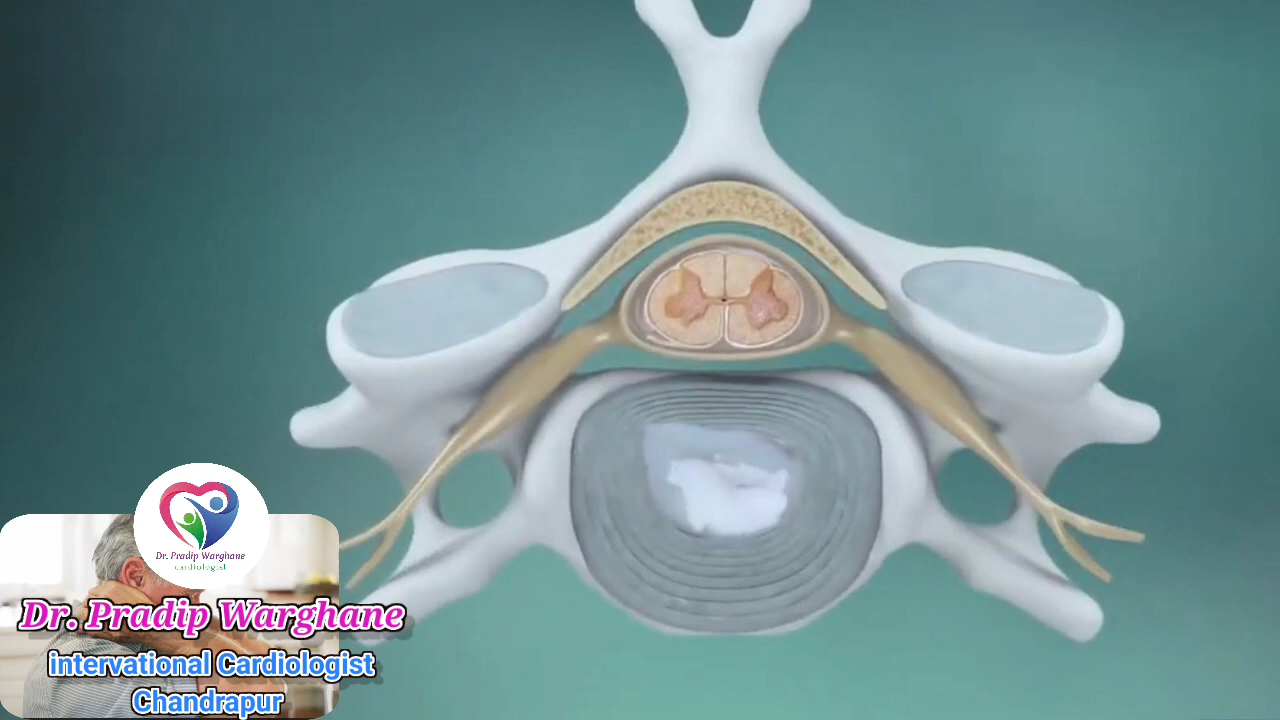 Dr. Pradip Warghane
cardiologist
Dr. Pradip Warghane
intervational Cardiologist
Chandrapur